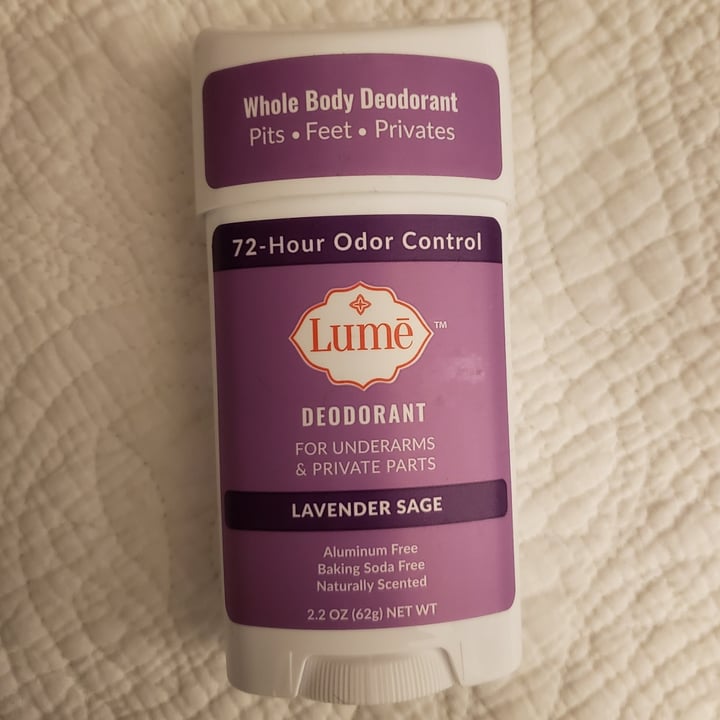 Whole Body Deodorant
Pits • Feet • Privates
72-Hour Odor Control
Lumē™
DEODORANT
FOR UNDERARMS
& PRIVATE PARTS
LAVENDER SAGE
Aluminum Free
Baking Soda Free
Naturally Scented
2.2 OZ (62g) NET WT